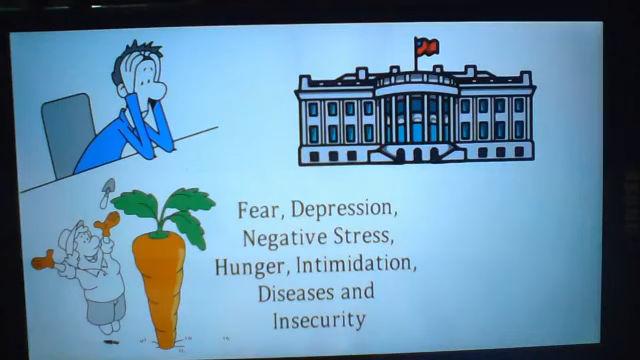 Fear, Depression,
Negative Stress,
Hunger, Intimidation,
Diseases and
Insecurity